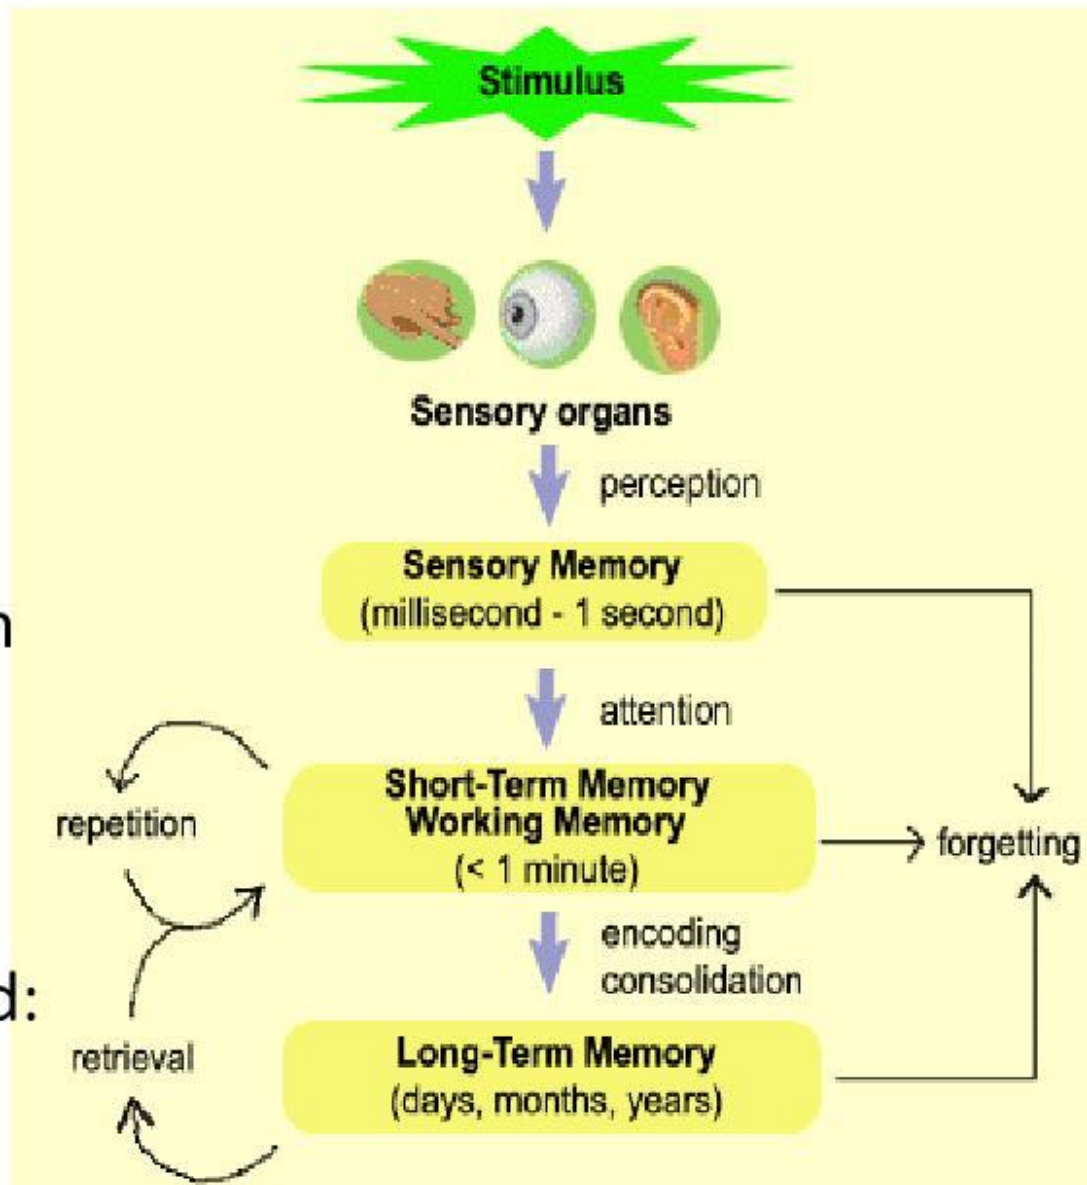 Stimulus
Sensory organs
perception
Sensory Memory
(millisecond - 1 second)
n
attention
Short-Term Memory
Working Memory
(< 1 minute)
repetition
forgetting
encoding
consolidation
d:
retrieval
Long-Term Memory
(days, months, years)